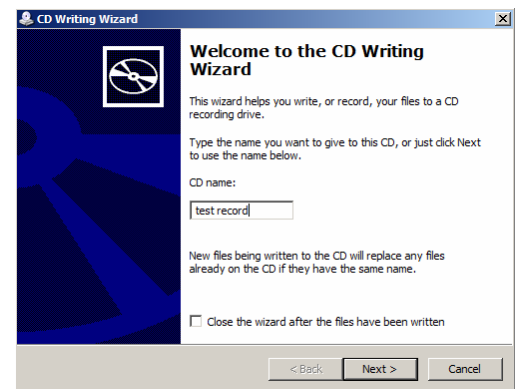 CD Writing Wizard
Welcome to the CD Writing
Wizard
This wizard helps you write, or record, your files to a CD
recording drive.
Type the name you want to give to this CD, or just click Next
to use the name below.
CD name:
test record
New files being written to the CD will replace any files
already on the CD if they have the same name.
Close the wizard after the files have been written
< Back Next > Cancel